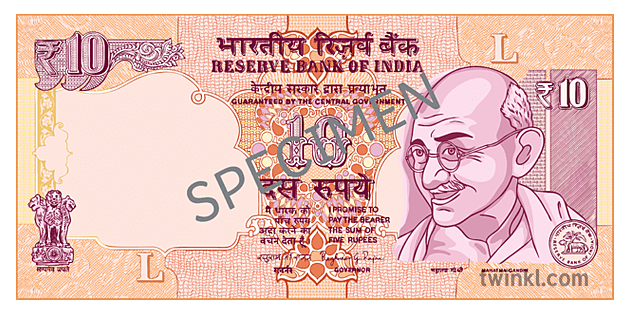 ₹10
भारतीय रिज़र्व बैंक
RESERVE BANK OF INDIA
L
केन्द्रीय सरकार द्वारा प्रत्याभूत
GUARANTEED BY THE CENTRAL GOVERNMENT
₹10
SPECIMEN
10
दस रुपये
मैं धारक को
पाँच रुपये
अदा करने का
वचन देता हूँ
I PROMISE TO
PAY THE BEARER
THE SUM OF
FIVE RUPEES
गवर्नर
GOVERNOR
सत्यमेव जयते
L
महात्मा गांधी
MAHATMA GANDHI
twinkl.com